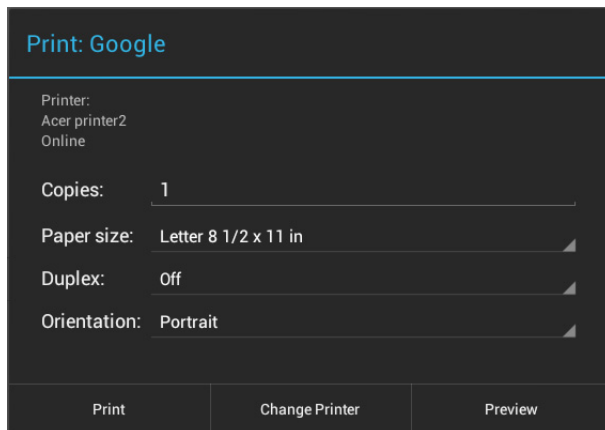 Print: Google
Printer:
Acer printer2
Online
Copies: 1
Paper size: Letter 8 1/2 x 11 in
Duplex: Off
Orientation: Portrait
Print Change Printer Preview